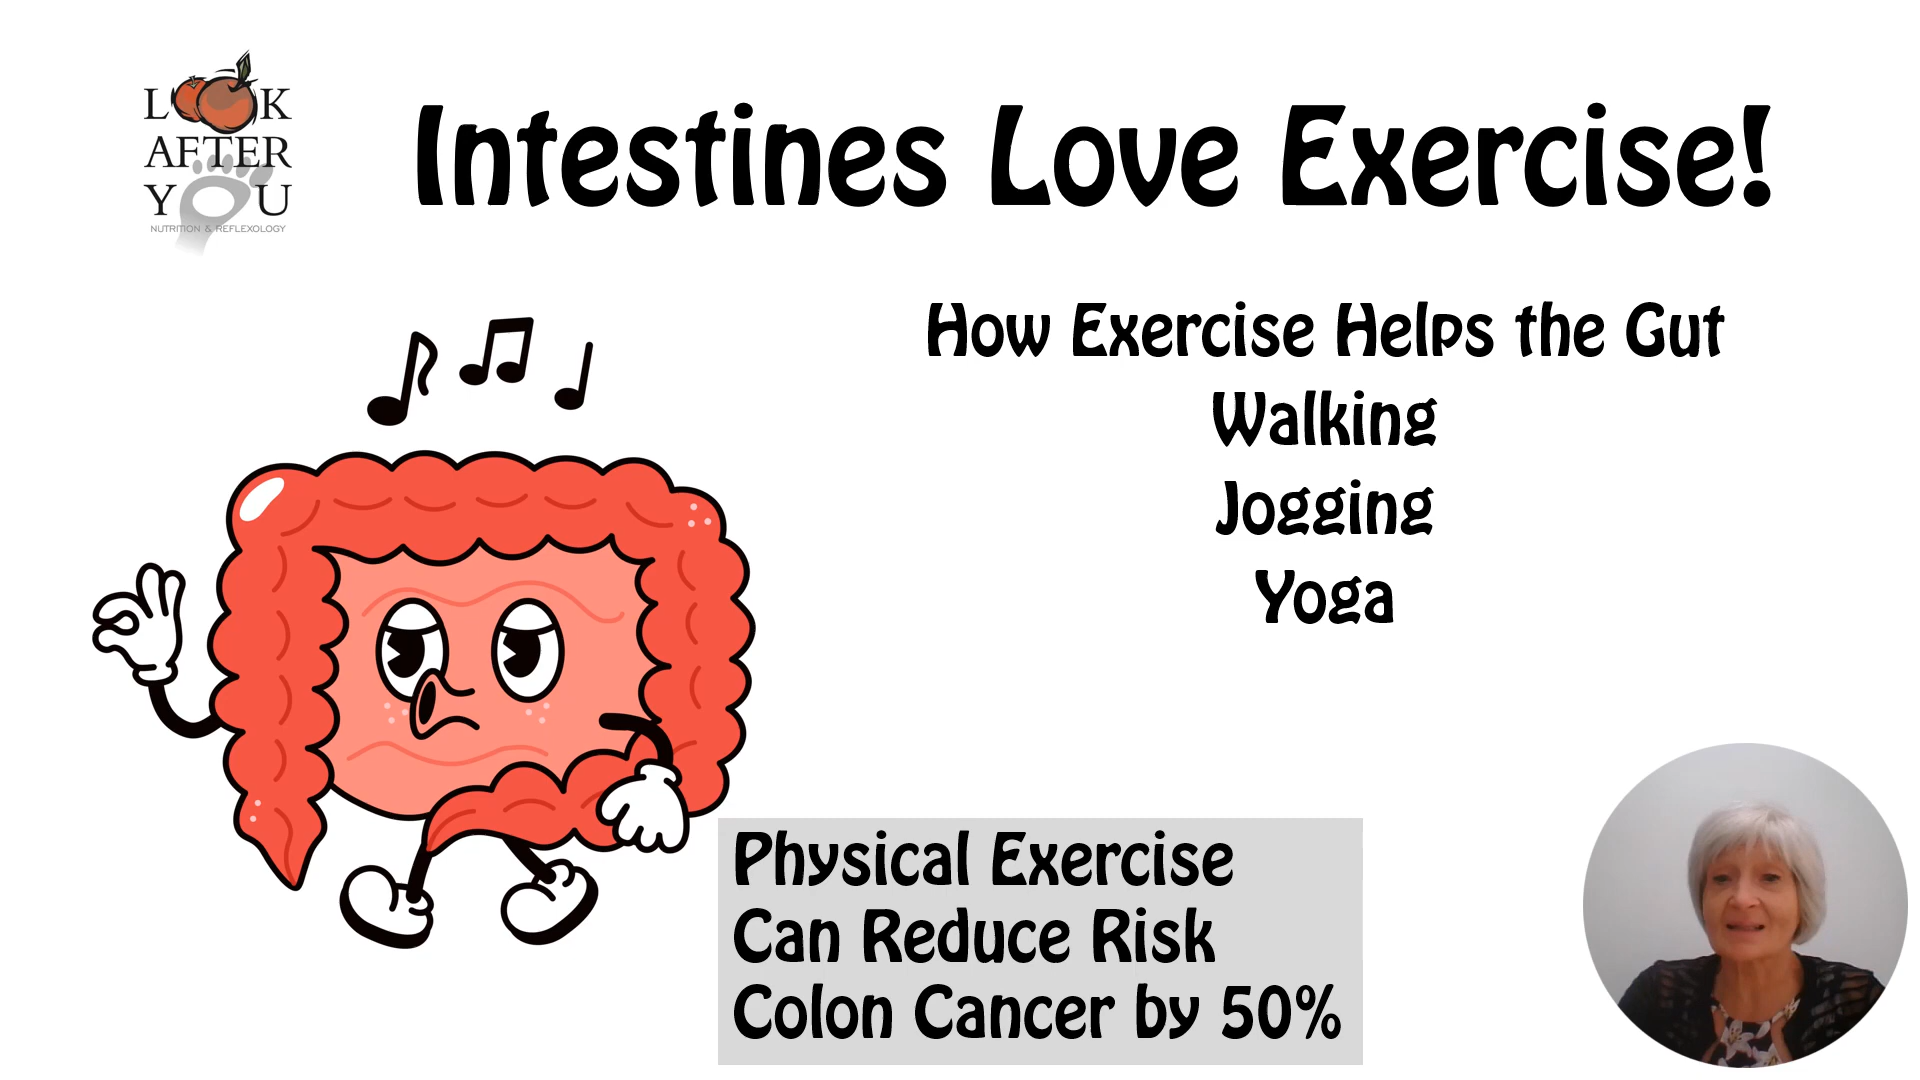 LOOK
AFTER
YOU
NUTRITION & REFLEXOLOGY
Intestines Love Exercise!
How Exercise Helps the Gut
Walking
Jogging
Yoga
Physical Exercise
Can Reduce Risk
Colon Cancer by 50%